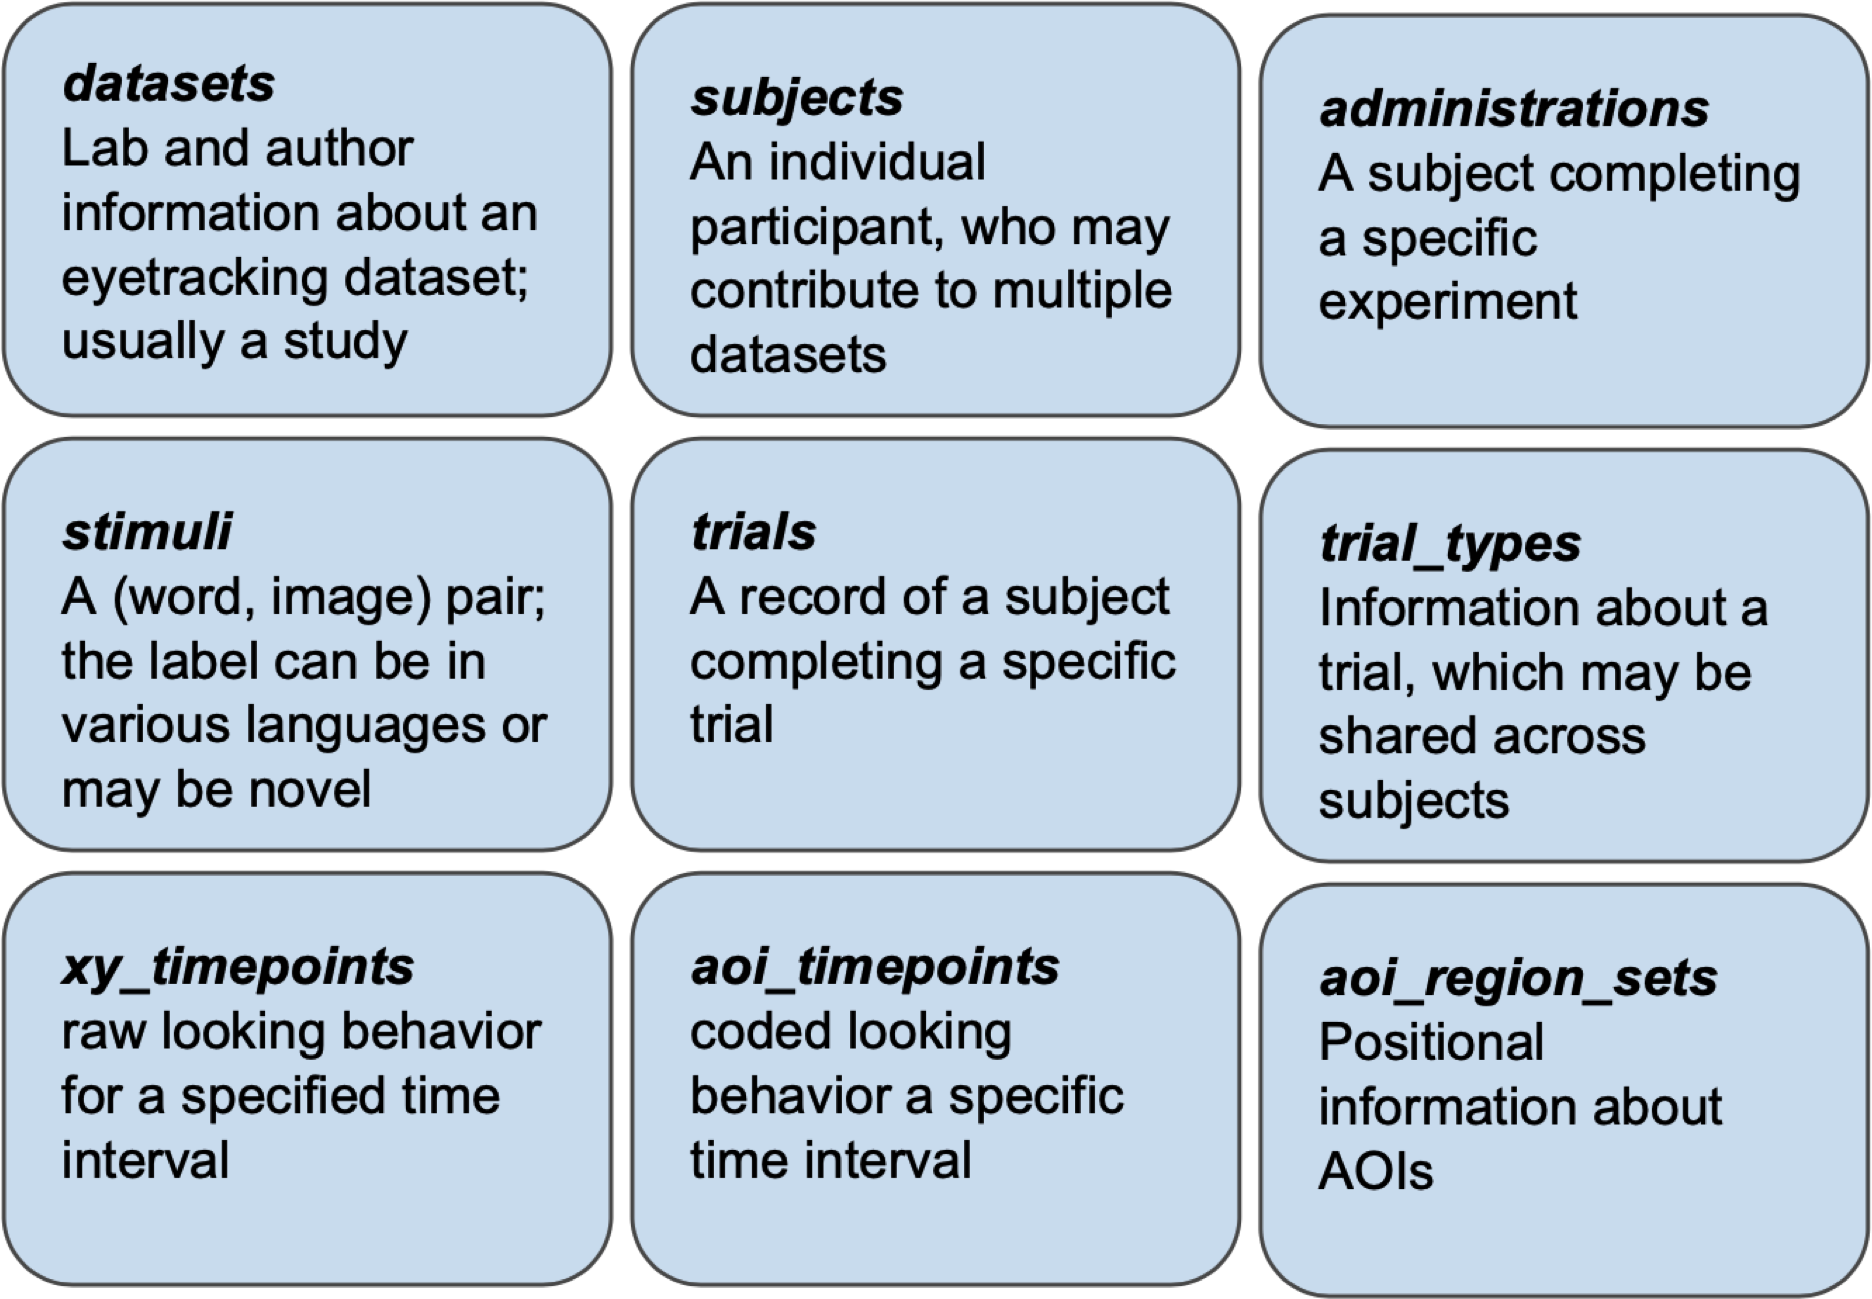 datasets
Lab and author
information about an
eyetracking dataset;
usually a study
subjects
An individual
participant, who may
contribute to multiple
datasets
administrations
A subject completing
a specific
experiment
stimuli
A (word, image) pair;
the label can be in
various languages or
may be novel
trials
A record of a subject
completing a specific
trial
trial_types
Information about a
trial, which may be
shared across
subjects
xy_timepoints
raw looking behavior
for a specified time
interval
aoi_timepoints
coded looking
behavior a specific
time interval
aoi_region_sets
Positional
information about
AOIs